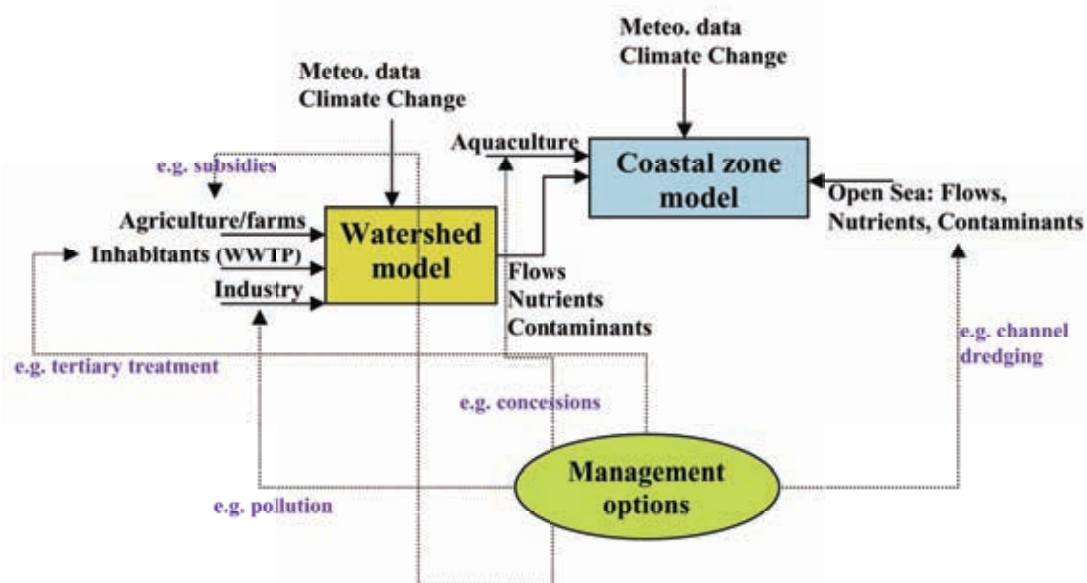 Meteo. data
Climate Change
Meteo. data
Climate Change
Aquaculture
Coastal zone
model
e.g. subsidies
Open Sea: Flows,
Nutrients, Contaminants
Agriculture/farms
Inhabitants (WWTP)
Industry
Watershed
model
Flows
Nutrients
Contaminants
e.g. channel
dredging
e.g. tertiary treatment
e.g. concessions
Management
options
e.g. pollution